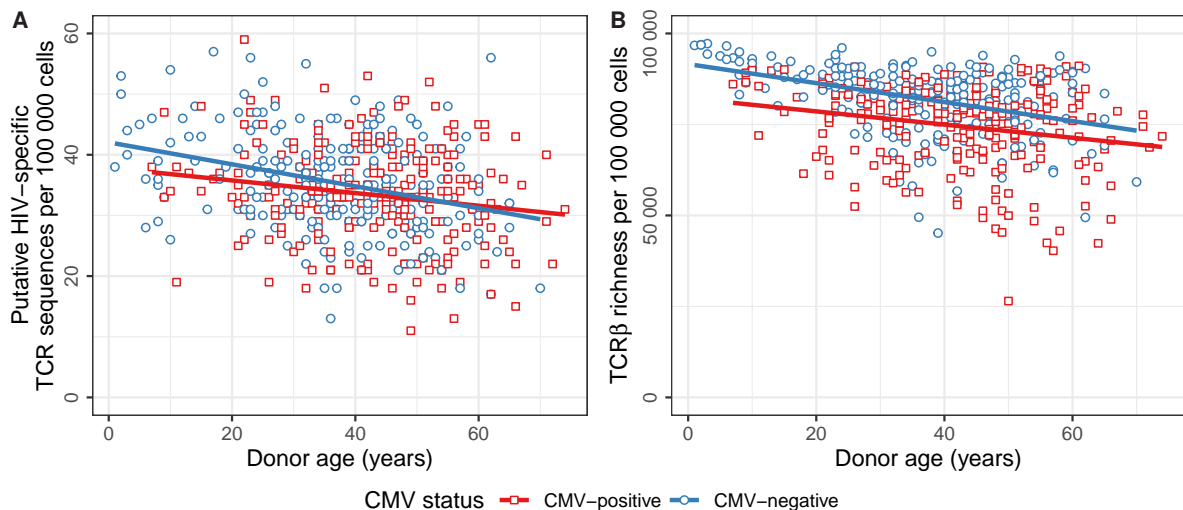 A
Putative HIV−specific
TCR sequences per 100 000 cells
60
40
20
0
0 20 40 60
Donor age (years)
B
TCRβ richness per 100 000 cells
100 000
50 000
0
0 20 40 60
Donor age (years)
CMV status CMV−positive CMV−negative